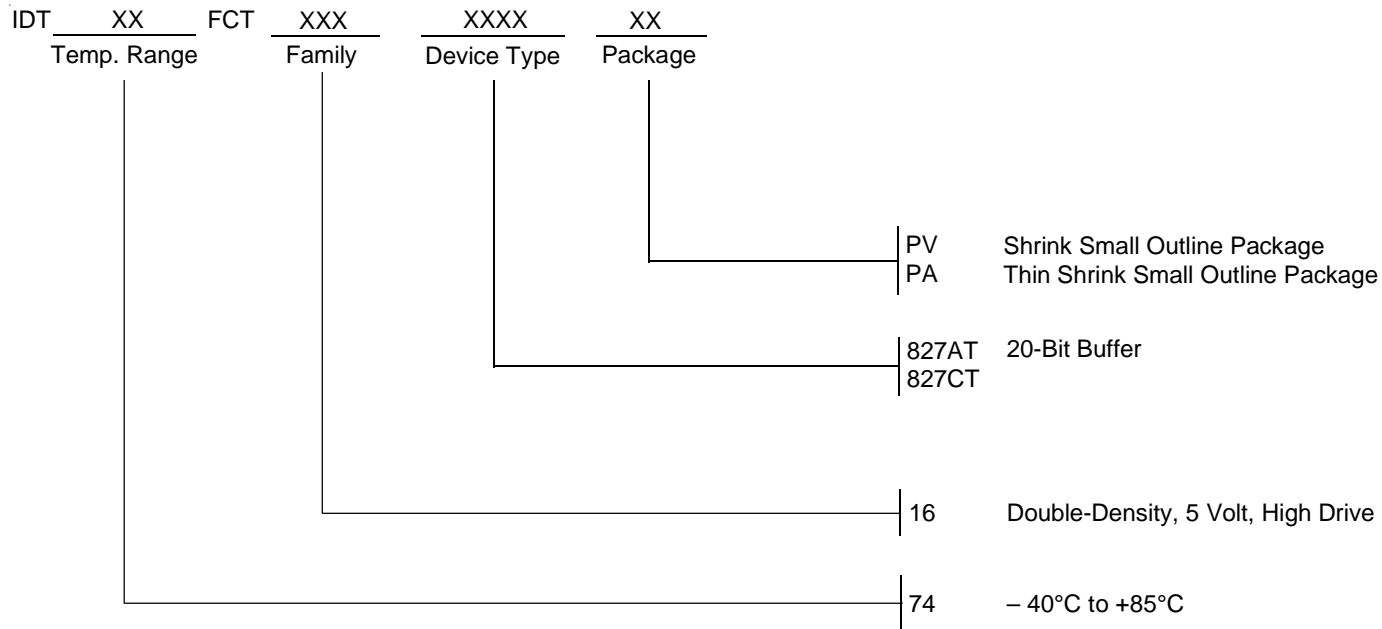 IDT XX FCT XXX XXXX XX
Temp. Range Family Device Type Package
PV Shrink Small Outline Package
PA Thin Shrink Small Outline Package
827AT 20-Bit Buffer
827CT
16 Double-Density, 5 Volt, High Drive
74 – 40°C to +85°C